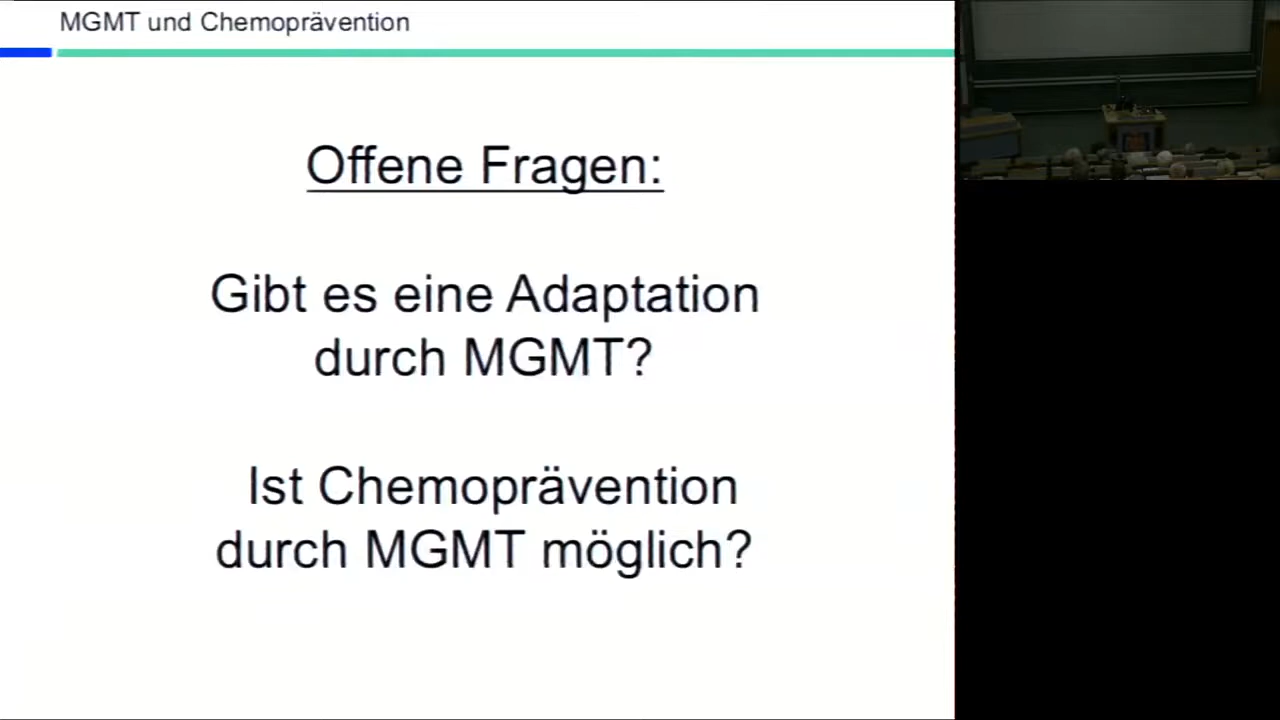 MGMT und Chemoprävention
Offene Fragen:
Gibt es eine Adaptation
durch MGMT?
Ist Chemoprävention
durch MGMT möglich?